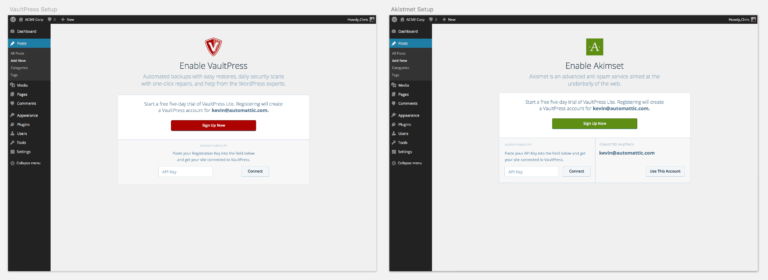 VaultPress Setup
ACME Corp.
New
Howdy, Chris
Dashboard
Posts
All Posts
Add New
Categories
Tags
Media
Pages
Comments
Appearance
Plugins
Users
Tools
Settings
Collapse menu
Enable VaultPress
Automated backups with easy restores, daily security scans
with one-click repairs, and help from the WordPress experts.
Start a free five-day trial of VaultPress Lite. Registering will create
a VaultPress account for kevin@automattic.com.
Sign Up Now
Paste your Registration Key into the field below
and get your site connected to VaultPress.
API Key
Connect
Akistmet Setup
ACME Corp.
New
Howdy, Chris
Dashboard
Posts
All Posts
Add New
Categories
Tags
Media
Pages
Comments
Appearance
Plugins
Users
Tools
Settings
Collapse menu
A
Enable Akimset
Akismet is an advanced anti-spam service aimed at the
underbelly of the web.
Start a free five-day trial of VaultPress Lite. Registering will
create a VaultPress account for kevin@automattic.com.
Sign Up Now
Paste your API Key into the field below and get
your site connected to VaultPress.
API Key
Connect
kevin@automattic.com
Use This Account